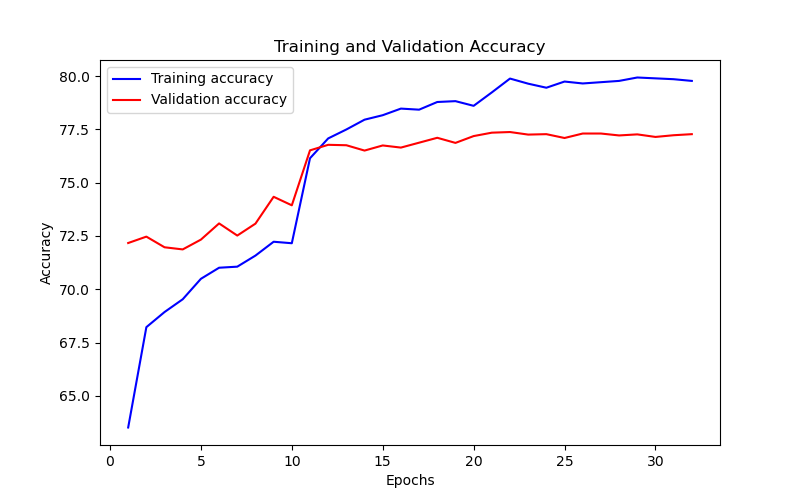 Training and Validation Accuracy
Training accuracy
Validation accuracy
80.0
77.5
75.0
72.5
70.0
67.5
65.0
Accuracy
0 5 10 15 20 25 30
Epochs